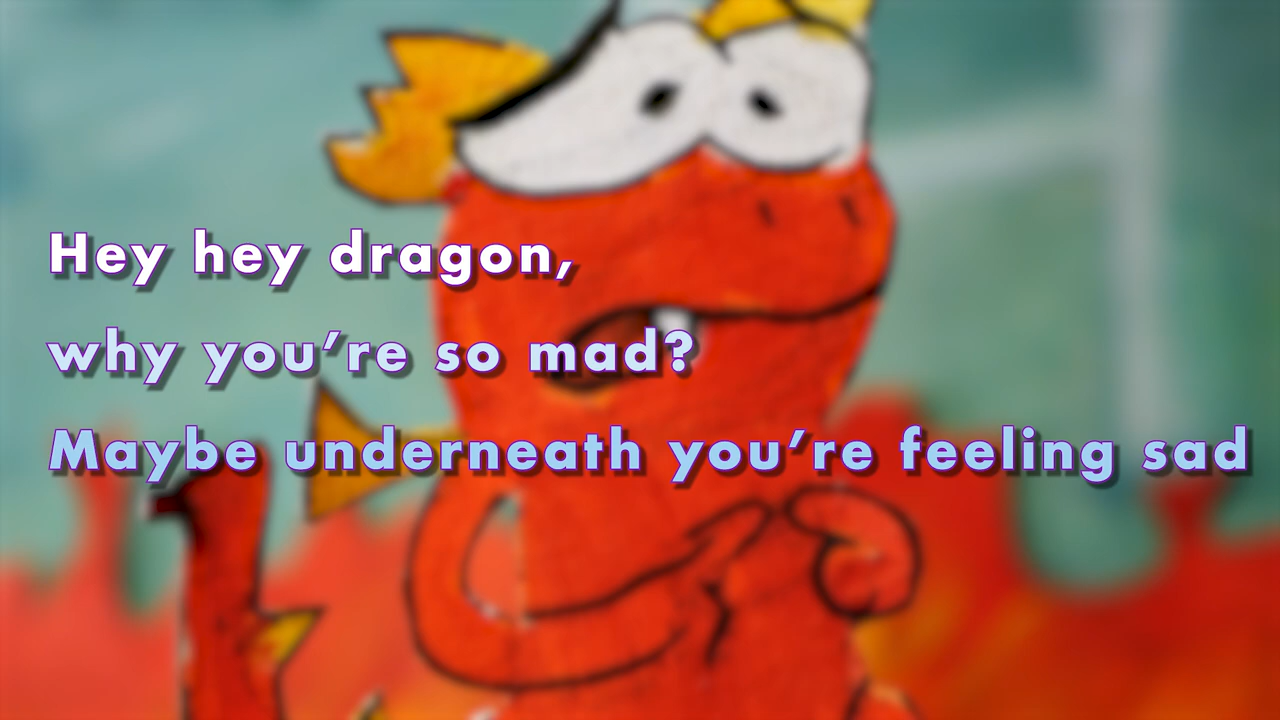 Hey hey dragon,
why you’re so mad?
Maybe underneath you’re feeling sad